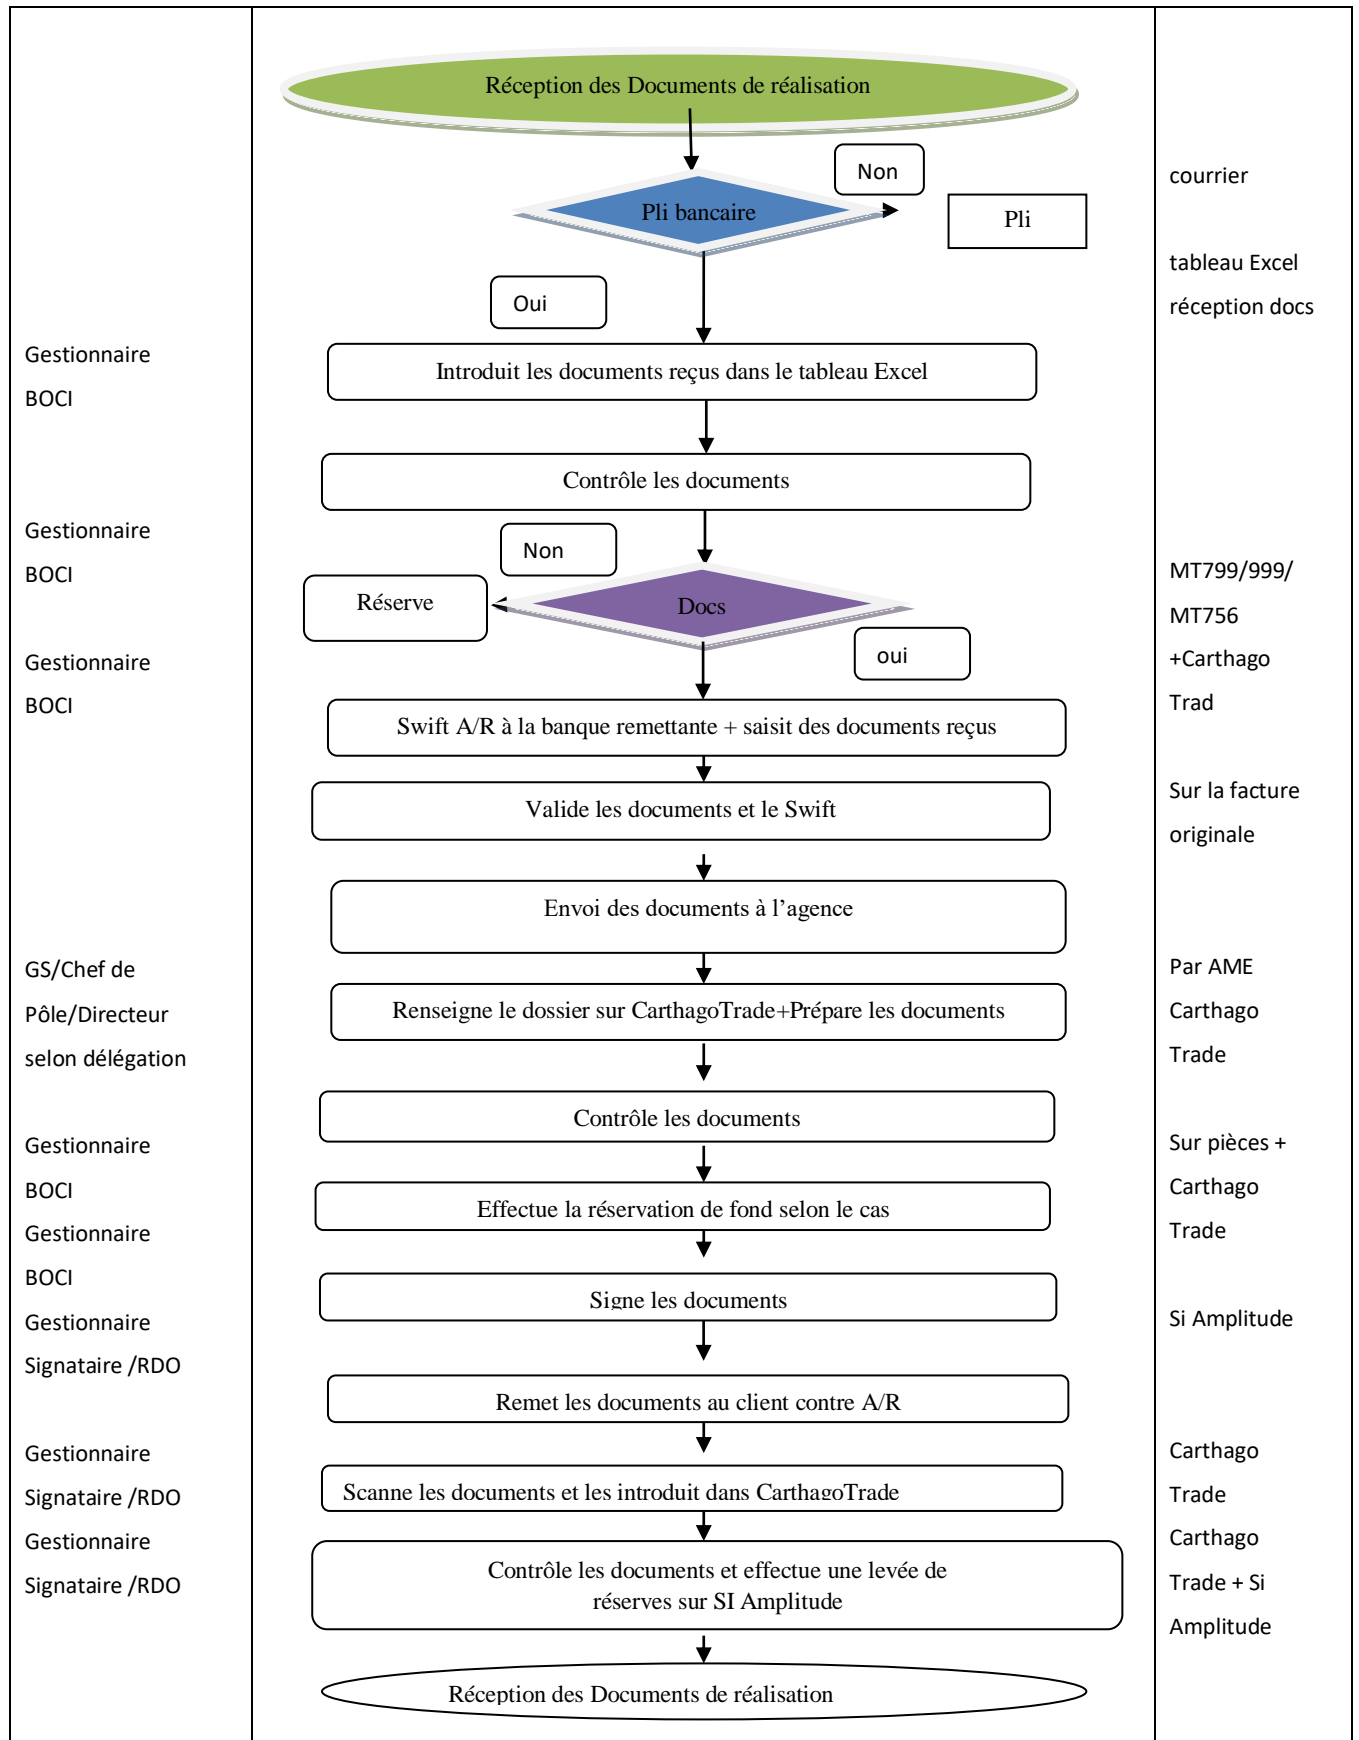 Réception des Documents de réalisation
Non
courrier
Pli bancaire
Pli
tableau Excel
réception docs
Oui
Gestionnaire
BOCI
Introduit les documents reçus dans le tableau Excel
Contrôle les documents
Gestionnaire
BOCI
Non
MT799/999/
MT756
+Carthago
Trad
Réserve
Docs
oui
Gestionnaire
BOCI
Swift A/R à la banque remettante + saisit des documents reçus
Valide les documents et le Swift
Sur la facture
originale
Envoi des documents à l’agence
GS/Chef de
Pôle/Directeur
selon délégation
Renseigne le dossier sur CarthagoTrade+Prépare les documents
Par AME
Carthago
Trade
Contrôle les documents
Gestionnaire
BOCI
Sur pièces +
Carthago
Trade
Effectue la réservation de fond selon le cas
Gestionnaire
BOCI
Signe les documents
Si Amplitude
Gestionnaire
Signataire /RDO
Remet les documents au client contre A/R
Gestionnaire
Signataire /RDO
Carthago
Trade
Scanne les documents et les introduit dans CarthagoTrade
Gestionnaire
Signataire /RDO
Carthago
Trade + Si
Amplitude
Contrôle les documents et effectue une levée de
réserves sur SI Amplitude
Réception des Documents de réalisation